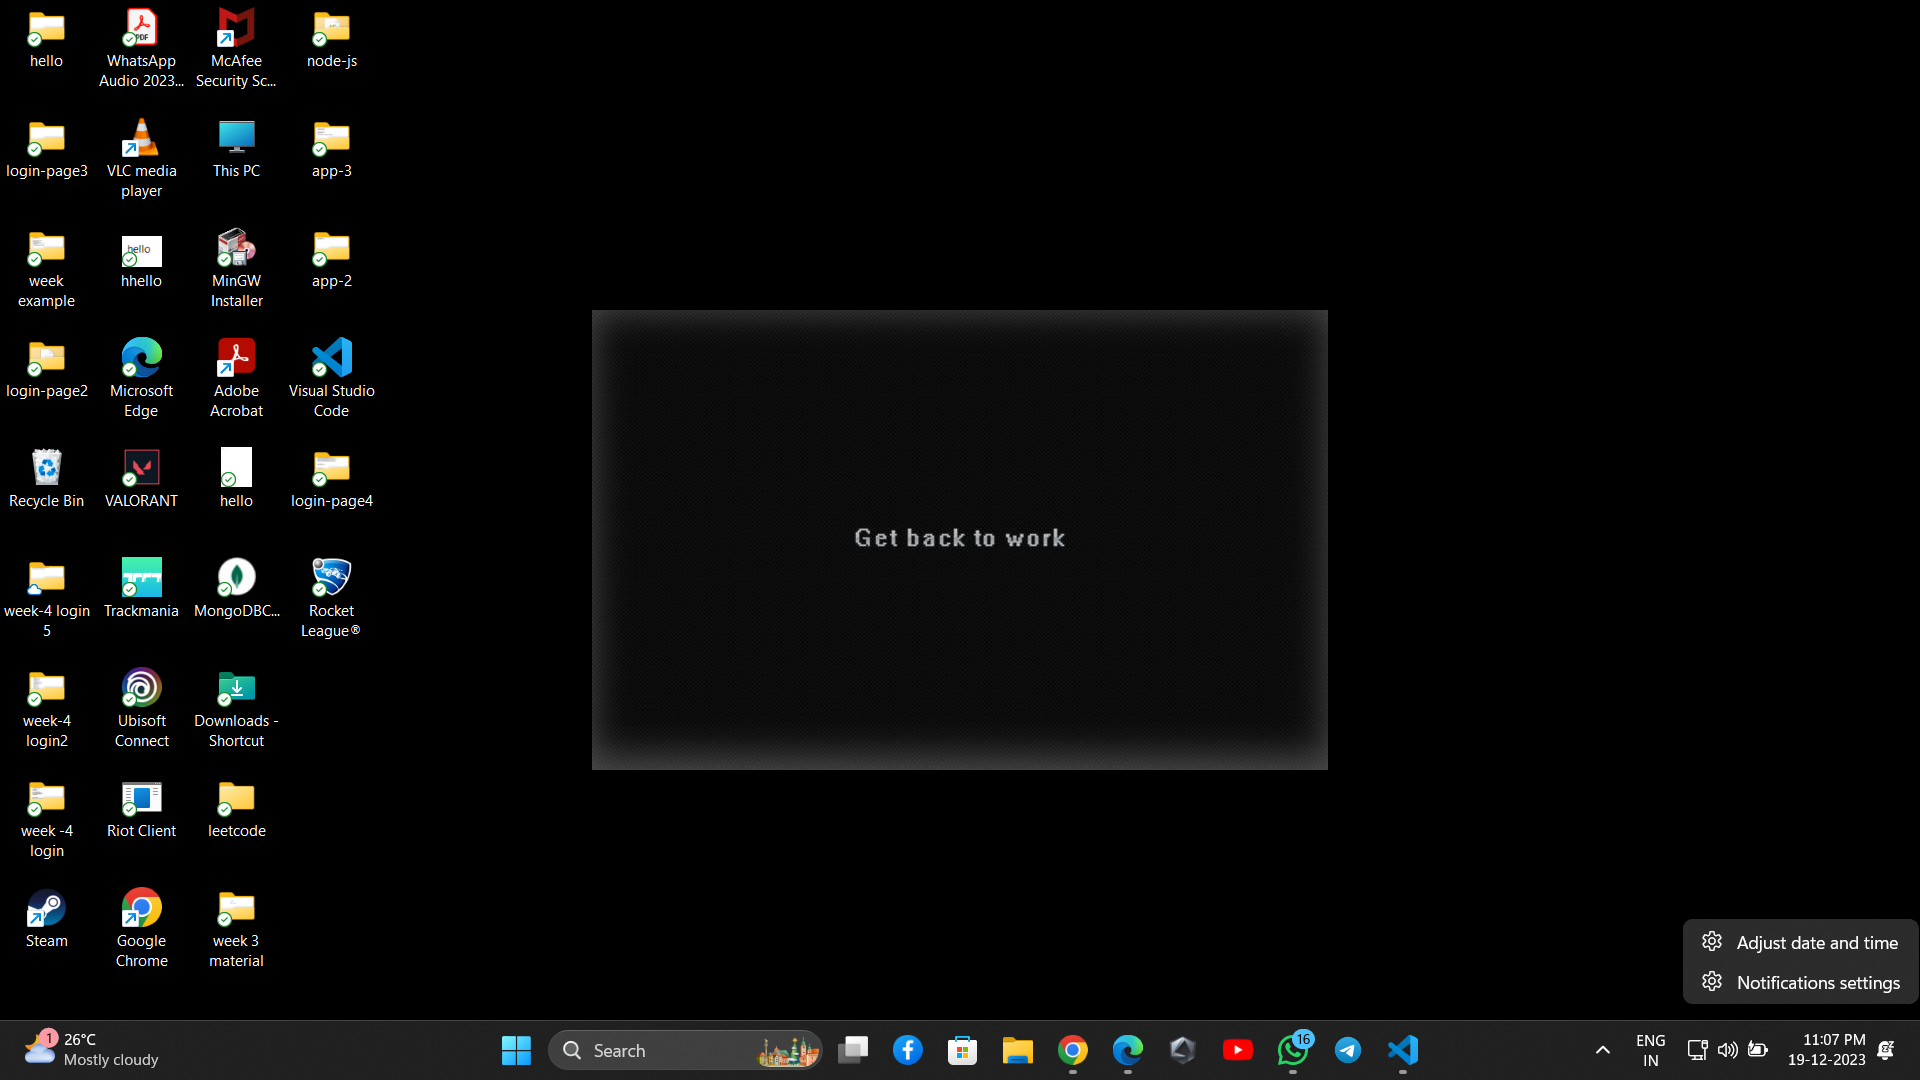 hello
WhatsApp
Audio 2023...
McAfee
Security Sc...
node-js
login-page3
VLC media
player
This PC
app-3
week
example
hhello
MinGW
Installer
app-2
login-page2
Microsoft
Edge
Adobe
Acrobat
Visual Studio
Code
Recycle Bin
VALORANT
hello
login-page4
week-4 login
5
Trackmania
MongoDBC...
Rocket
League®
week-4
login2
Ubisoft
Connect
Downloads -
Shortcut
week -4
login
Riot Client
leetcode
Steam
Google
Chrome
week 3
material
PDF
hello
Get back to work
Adjust date and time
Notifications settings
1
26°C
Mostly cloudy
Search
16
ENG
IN
11:07 PM
19-12-2023